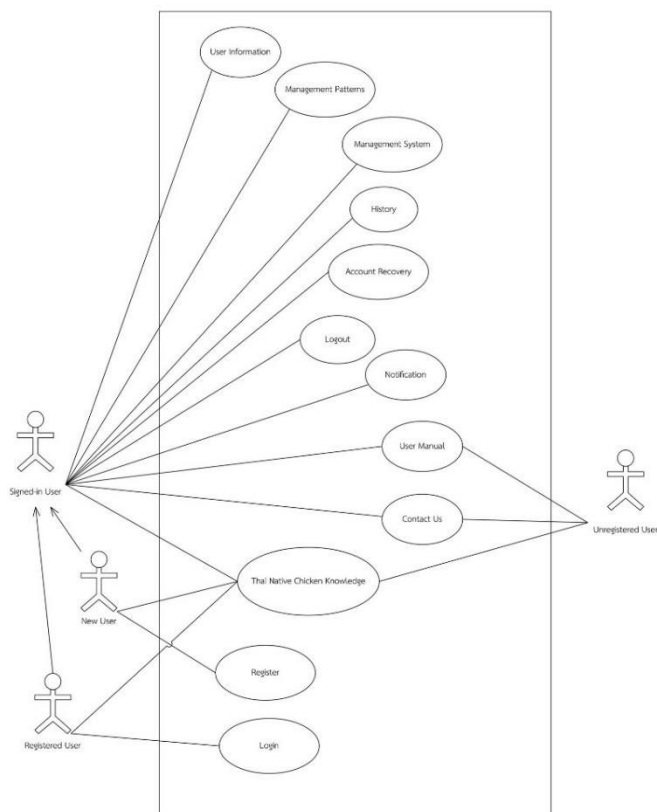 User Information
Management Patterns
Management System
History
Account Recovery
Logout
Notification
User Manual
Signed-in User
Contact Us
Unregistered User
Thai Native Chicken Knowledge
New User
Register
Registered User
Login